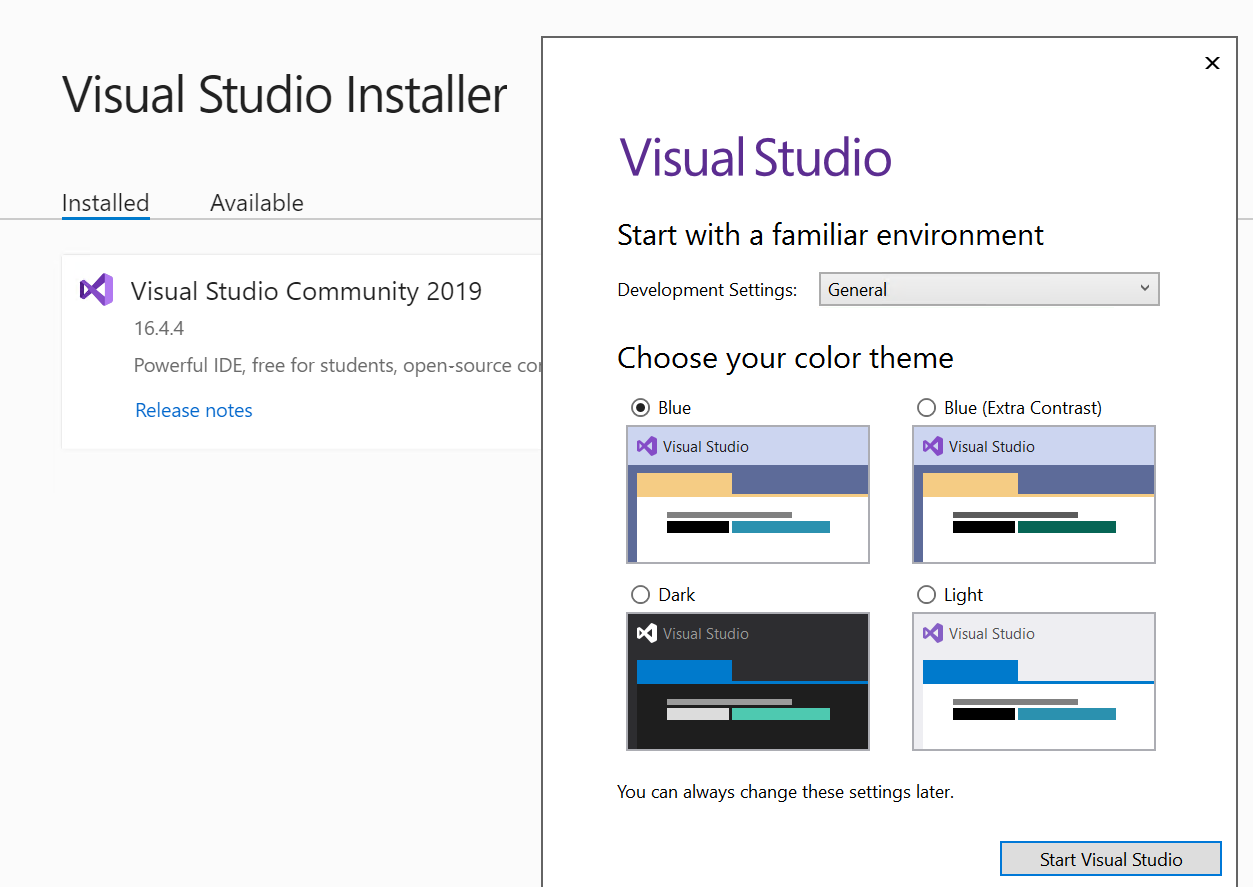 Visual Studio Installer
Installed
Available
Visual Studio Community 2019
16.4.4
Powerful IDE, free for students, open-source
Release notes
Visual Studio
Start with a familiar environment
Development Settings:
General
Choose your color theme
Blue
Blue (Extra Contrast)
Visual Studio
Visual Studio
Dark
Light
Visual Studio
Visual Studio
You can always change these settings later.
Start Visual Studio